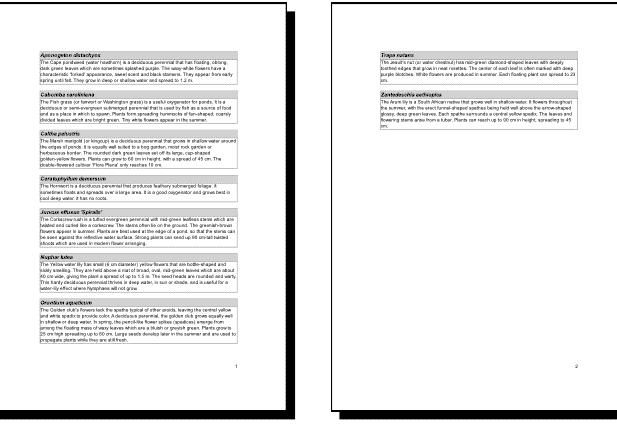 Aponogeton distachyos
The Cape pondweed (water hawthorn) is a deciduous perennial that has floating, oblong,
dark green leaves which are sometimes splashed purple. The waxy-white flowers have a
characteristic 'forked' appearance, sweet scent and black stamens. They appear from early
spring until fall. They grow in deep or shallow water and spread to 1.2 m.
Cabomba caroliniana
The Fish grass (or fanwort or Washington grass) is a useful oxygenator for ponds. It is a
deciduous or semi-evergreen submerged perennial that is used by fish as a source of food
and as a place in which to spawn. Plants form spreading hummocks of fan-shaped, coarsely
divided leaves which are bright green. Tiny white flowers appear in the summer.
Caltha palustris
The Marsh marigold (or kingcup) is a deciduous perennial that grows in shallow water around
the edges of ponds. It is equally well suited to a bog garden, moist rock garden or
herbaceous border. The rounded dark green leaves set off its large, cup-shaped
golden-yellow flowers. Plants can grow to 60 cm in height, with a spread of 45 cm. The
double-flowered cultivar 'Flore Plena' only reaches 10 cm.
Ceratophyllum demersum
The Hornwort is a deciduous perennial that produces feathery submerged foliage. It
sometimes floats and spreads over a large area. It is a good oxygenator and grows best in
cool deep water. It has no roots.
Juncus effusus 'Spiralis'
The Corkscrew rush is a tufted evergreen perennial with mid-green leafless stems which are
twisted and curled like a corkscrew. The stems often lie on the ground. The greenish-brown
flowers appear in summer. Plants are best used at the edge of a pond, so that the stems can
be seen against the reflective water surface. Strong plants can send up 90 cm-tall twisted
shoots which are used in modern flower arranging.
Nuphar lutea
The Yellow water lily has small (6 cm diameter) yellow flowers that are bottle-shaped and
sickly smelling. They are held above a mat of broad, oval, mid-green leaves which are about
40 cm wide, giving the plant a spread of up to 1.5 m. The seed heads are rounded and warty.
This hardy deciduous perennial thrives in deep water, in sun or shade, and is useful for a
water-lily effect where Nymphaea will not grow.
Orontium aquaticum
The Golden club's flowers lack the spathe typical of other aroids, leaving the central yellow
and white spadix to provide color. A deciduous perennial, the golden club grows equally well
in shallow or deep water. In spring, the pencil-like flower spikes (spadices) emerge from
among the floating mass of waxy leaves which are a bluish or greyish green. Plants grow to
25 cm high spreading up to 60 cm. Large seeds develop later in the summer and are used to
propagate plants while they are still fresh.
1
Trapa natans
The Jesuit's nut (or water chestnut) has mid-green diamond-shaped leaves with deeply
toothed edges that grow in neat rosettes. The center of each leaf is often marked with deep
purple blotches. White flowers are produced in summer. Each floating plant can spread to 23
cm.
Zantedeschia aethiopica
The Arum lily is a South African native that grows well in shallow water. It flowers throughout
the summer, with the erect funnel-shaped spathes being held well above the arrow-shaped
glossy, deep green leaves. Each spathe surrounds a central yellow spadix. The leaves and
flowering stems arise from a tuber. Plants can reach up to 90 cm in height, spreading to 45
cm.
2